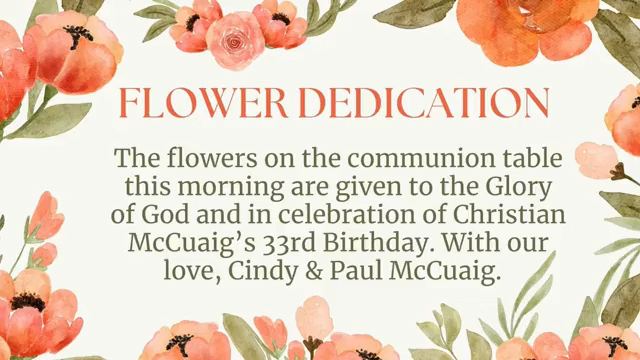 FLOWER DEDICATION
The flowers on the communion table
this morning are given to the Glory
of God and in celebration of Christian
McCuaig’s 33rd Birthday. With our
love, Cindy & Paul McCuaig.